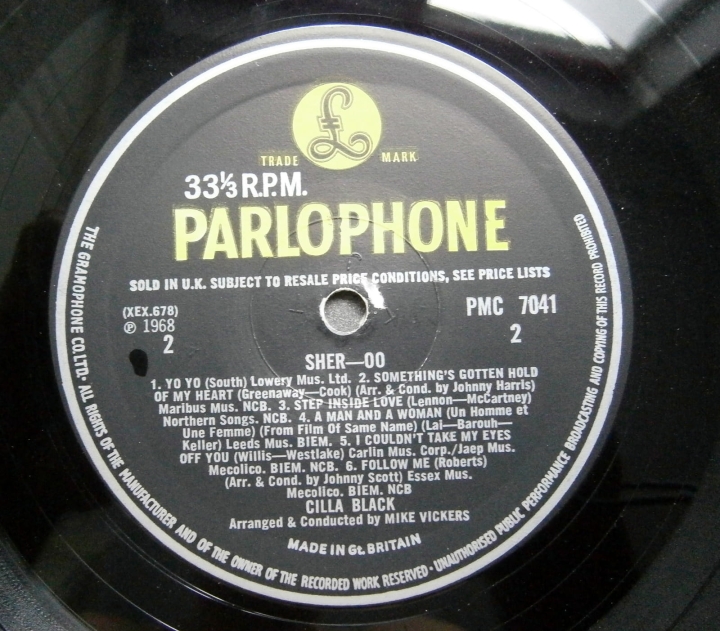 £
TRADE MARK
33⅓ R.P.M.
PARLOPHONE
SOLD IN U.K. SUBJECT TO RESALE PRICE CONDITIONS, SEE PRICE LISTS
(XEX.678)
℗ 1968
2
PMC 7041
2
SHER—OO
1. YO YO (South) Lowery Mus. Ltd. 2. SOMETHING'S GOTTEN HOLD
OF MY HEART (Greenaway—Cook) (Arr. & Cond. by Johnny Harris)
Maribus Mus. NCB. 3. STEP INSIDE LOVE (Lennon—McCartney)
Northern Songs. NCB. 4. A MAN AND A WOMAN (Un Homme et
Une Femme) (From Film Of Same Name) (Lai—Barouh—
Keller) Leeds Mus. BIEM. 5. I COULDN'T TAKE MY EYES
OFF YOU (Willis—Westlake) Carlin Mus. Corp./Jaep Mus.
Mecolico. BIEM. NCB. 6. FOLLOW ME (Roberts)
(Arr. & Cond. by Johnny Scott) Essex Mus.
Mecolico. BIEM. NCB
CILLA BLACK
Arranged & Conducted by MIKE VICKERS
MADE IN Gt. BRITAIN
THE GRAMOPHONE CO. LTD. · ALL RIGHTS OF THE MANUFACTURER AND OF THE OWNER OF THE RECORDED WORK RESERVED · UNAUTHORISED PUBLIC PERFORMANCE BROADCASTING AND COPYING OF THIS RECORD PROHIBITED